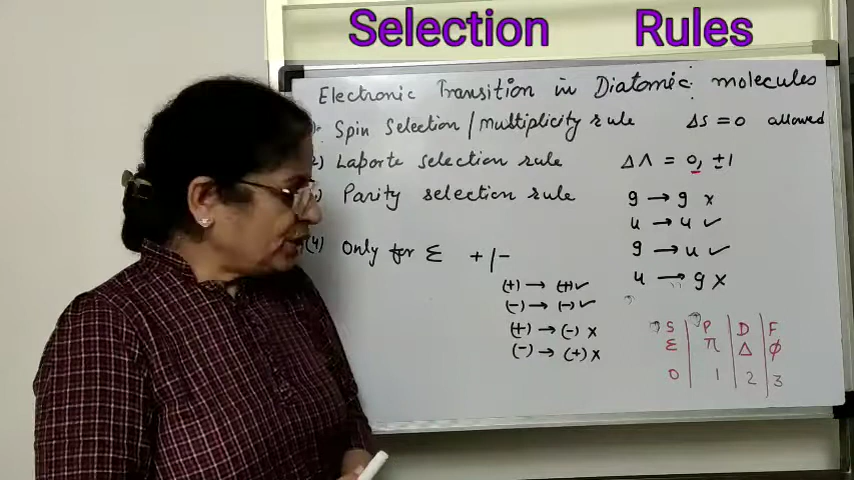 Selection Rules
Electronic Transition in Diatomic molecules
Spin Selection / multiplicity rule ΔS = 0 allowed
2) Laporte selection rule ΔΛ = 0, ±1
) Parity selection rule
g → g x
u → u ✓
g → u ✓
u → g x
(4) Only for Σ + / -
(+) → (+) ✓
(-) → (-) ✓
(+) → (-) x
(-) → (+) x
S P D F
Σ π Δ ϕ
0 1 2 3